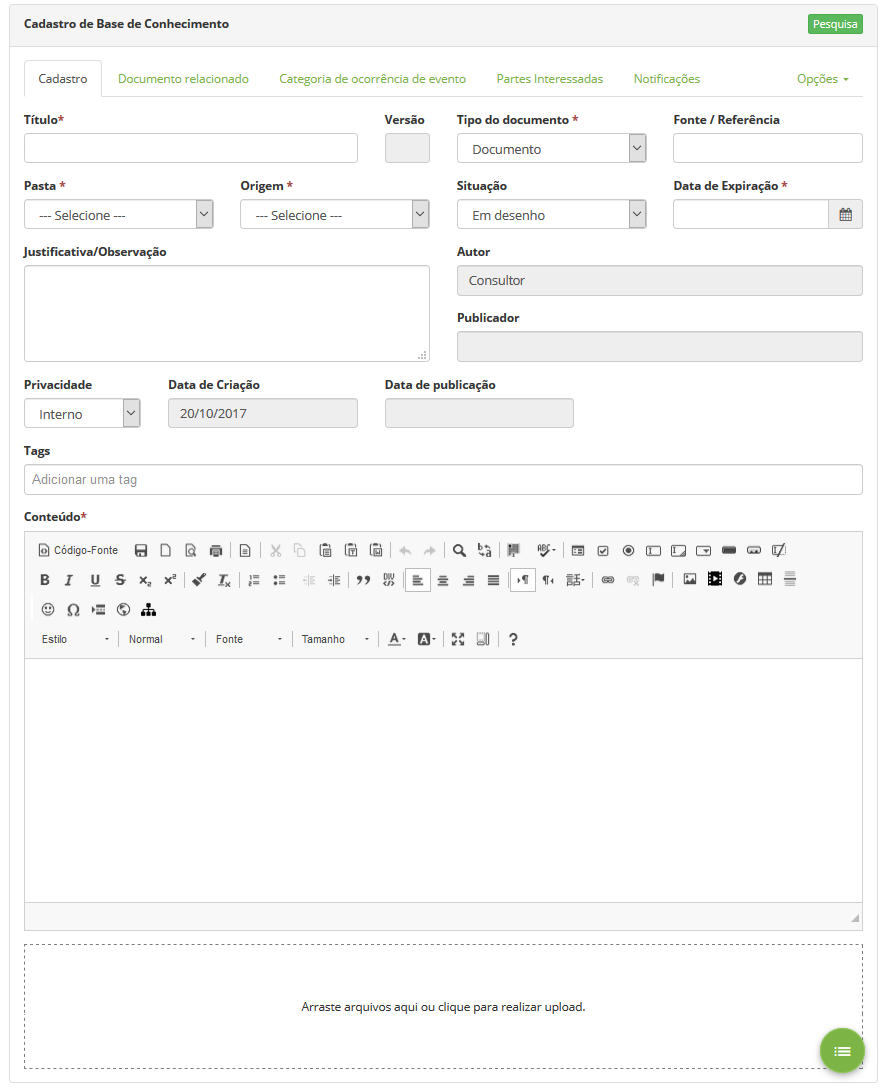 Cadastro de Base de Conhecimento Pesquisa
Cadastro Documento relacionado Categoria de ocorrência de evento Partes Interessadas Notificações Opções
Título* Versão Tipo do documento * Fonte / Referência
Documento
Pasta * Origem * Situação Data de Expiração *
--- Selecione --- --- Selecione --- Em desenho
Justificativa/Observação Autor
Consultor
Publicador
Privacidade Data de Criação Data de publicação
Interno 20/10/2017
Tags
Adicionar uma tag
Conteúdo*
Código-Fonte
Estilo Normal Fonte Tamanho
Arraste arquivos aqui ou clique para realizar upload.